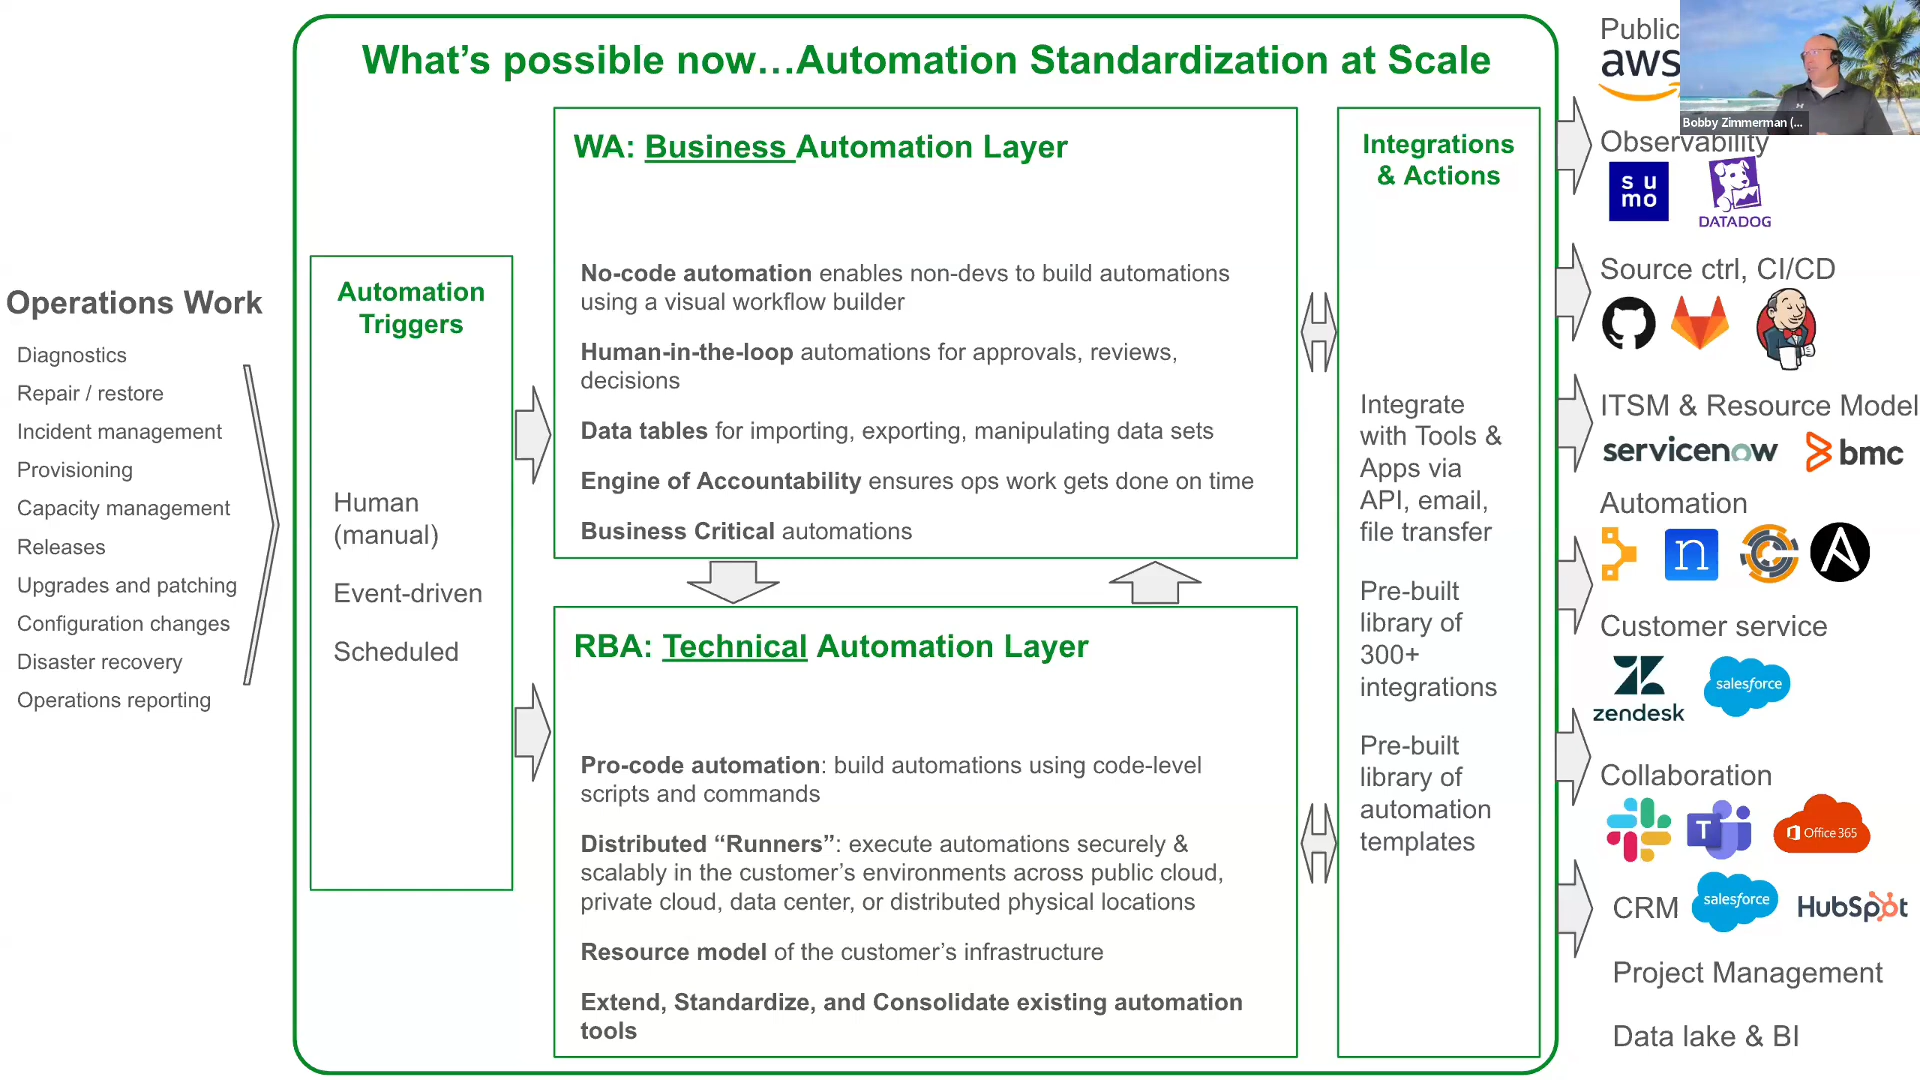 What's possible now…Automation Standardization at Scale
Operations Work
Diagnostics
Repair / restore
Incident management
Provisioning
Capacity management
Releases
Upgrades and patching
Configuration changes
Disaster recovery
Operations reporting
Automation
Triggers
Human
(manual)
Event-driven
Scheduled
WA: Business Automation Layer
No-code automation enables non-devs to build automations
using a visual workflow builder
Human-in-the-loop automations for approvals, reviews,
decisions
Data tables for importing, exporting, manipulating data sets
Engine of Accountability ensures ops work gets done on time
Business Critical automations
RBA: Technical Automation Layer
Pro-code automation: build automations using code-level
scripts and commands
Distributed “Runners”: execute automations securely &
scalably in the customer’s environments across public cloud,
private cloud, data center, or distributed physical locations
Resource model of the customer’s infrastructure
Extend, Standardize, and Consolidate existing automation
tools
Integrations
& Actions
Integrate
with Tools &
Apps via
API, email,
file transfer
Pre-built
library of
300+
integrations
Pre-built
library of
automation
templates
Public
aws
Bobby Zimmerman (...
Observability
su
mo
DATADOG
Source ctrl, CI/CD
ITSM & Resource Model
servicenow
bmc
Automation
n
A
Customer service
zendesk
salesforce
Collaboration
T
Office 365
CRM
salesforce
HubSpot
Project Management
Data lake & BI